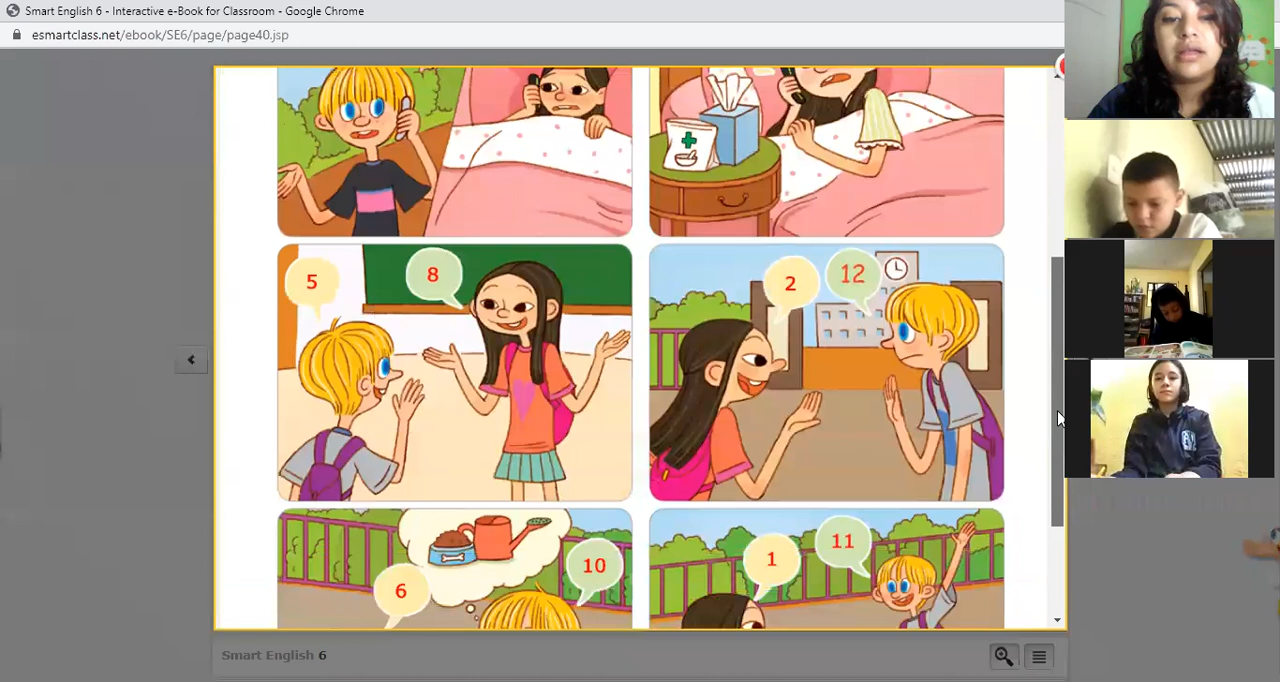 Smart English 6 - Interactive e-Book for Classroom - Google Chrome
esmartclass.net/ebook/SE6/page/page40.jsp
5
8
2
12
6
10
1
11
Smart English 6